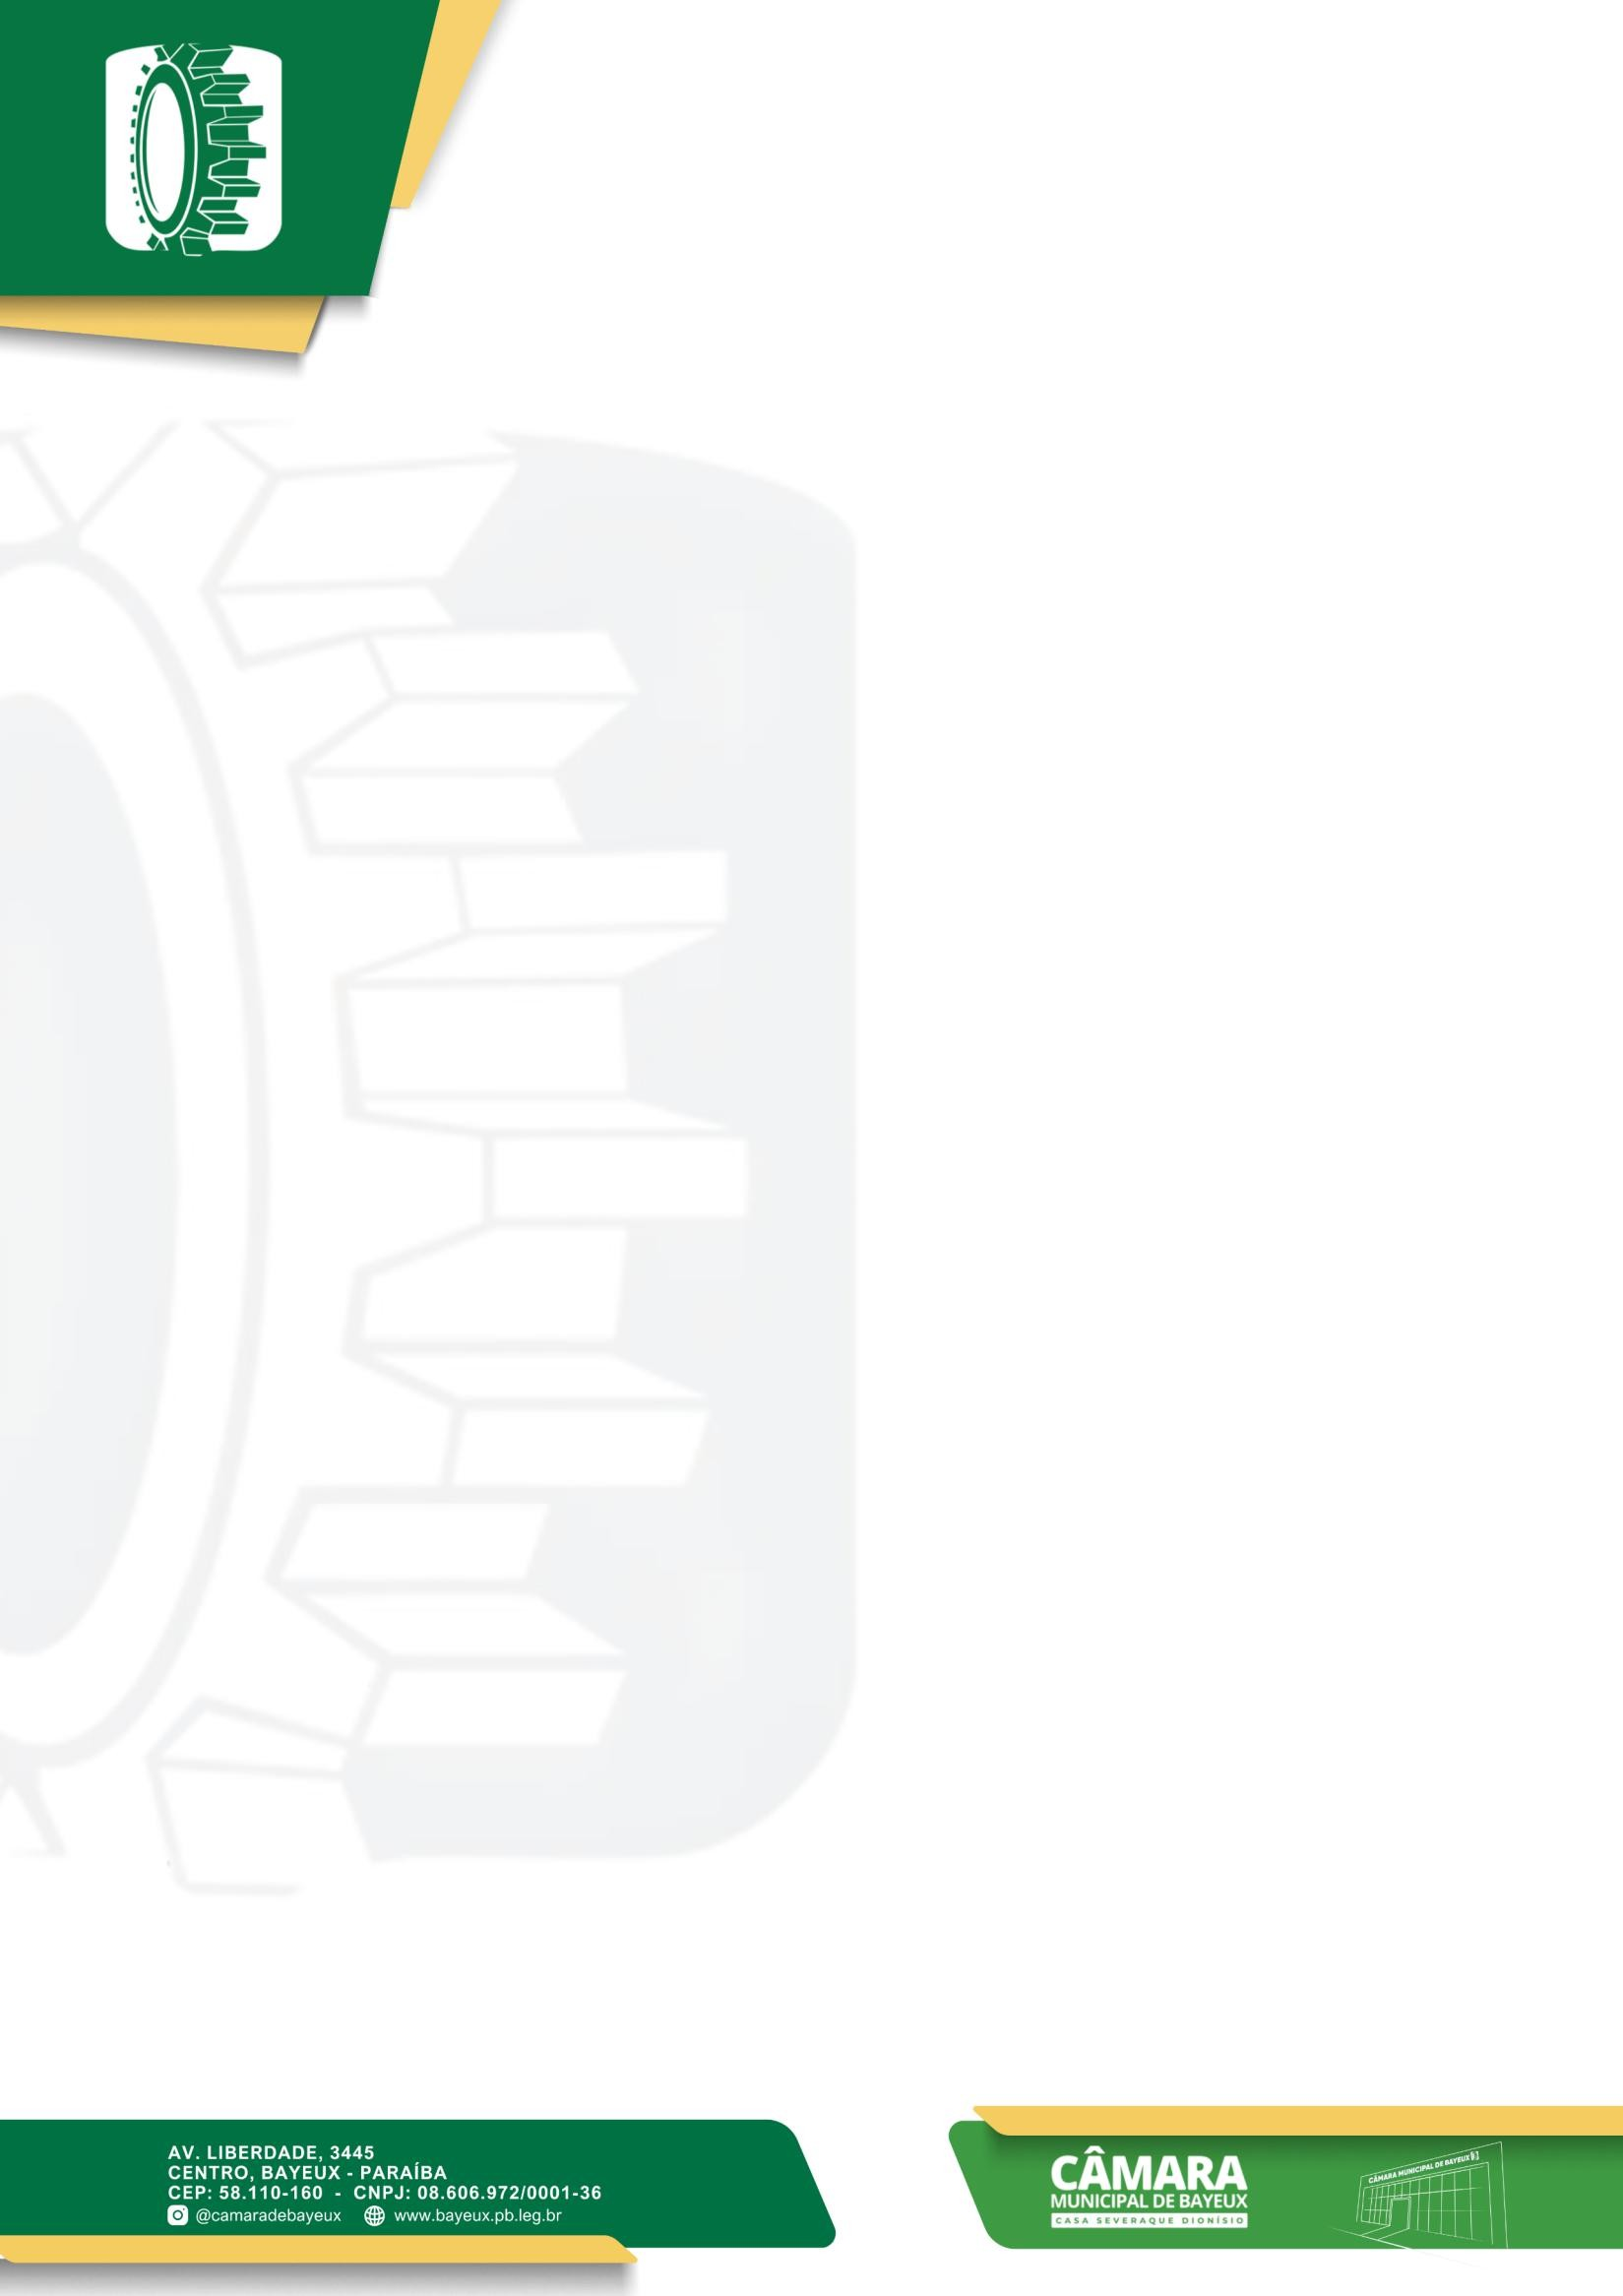 AV. LIBERDADE, 3445
CENTRO, BAYEUX - PARAÍBA
CEP: 58.110-160 - CNPJ: 08.606.972/0001-36
@camaradebayeux www.bayeux.pb.leg.br
CÂMARA
MUNICIPAL DE BAYEUX
CASA SEVERAQUE DIONÍSIO
CÂMARA MUNICIPAL DE BAYEUX